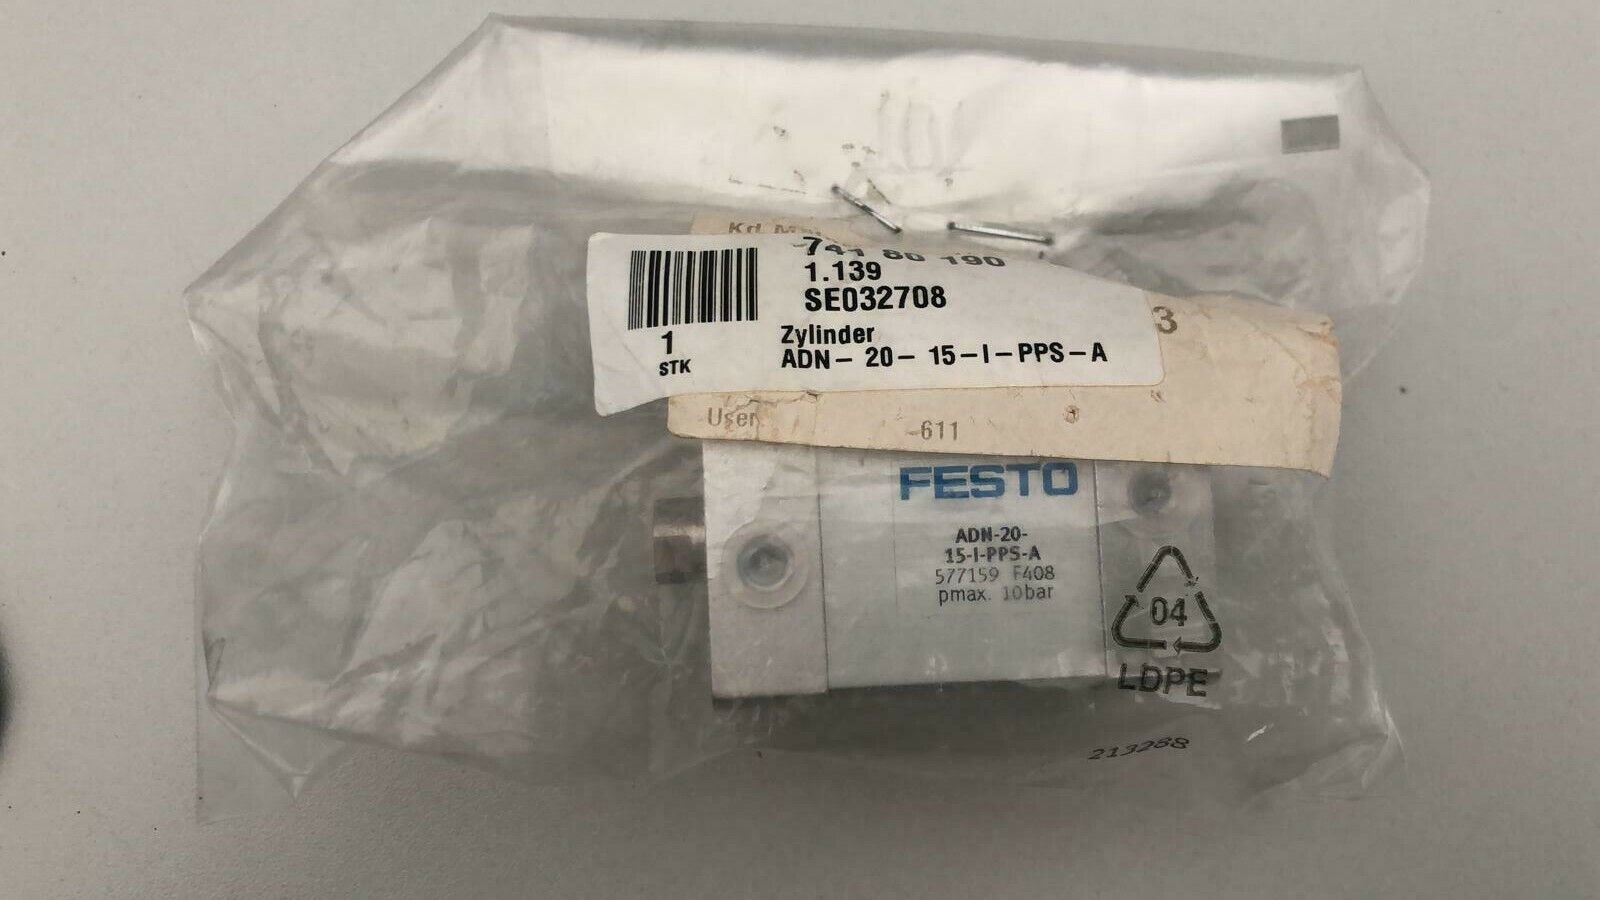 741 80 190
1.139
SE032708
1
STK
Zylinder
ADN- 20- 15-I-PPS-A
3
User
611
FESTO
ADN-20-
15-I-PPS-A
577159 F408
pmax. 10bar
04
LDPE
213288